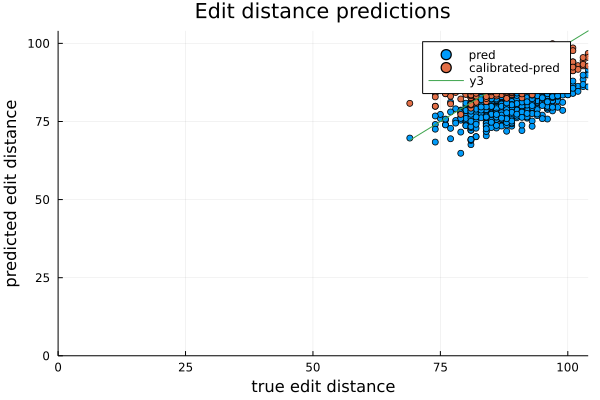 Edit distance predictions
100
75
50
25
0
predicted edit distance
pred
calibrated-pred
y3
0
25
50
75
100
true edit distance